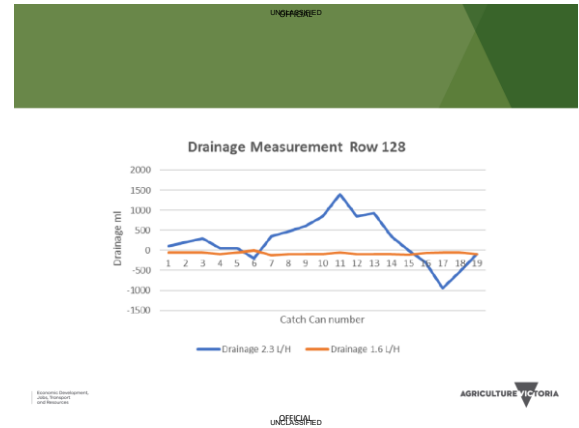 UNCLASSIFIED
OFFICIAL
Drainage Measurement Row 128
2000
1500
1000
500
0
-500
-1000
-1500
Drainage ml
1 2 3 4 5 6 7 8 9 10 11 12 13 14 15 16 17 18 19
Catch Can number
Drainage 2.3 L/H Drainage 1.6 L/H
Economic Development,
Jobs, Transport
and Resources
AGRICULTURE VICTORIA
OFFICIAL
UNCLASSIFIED